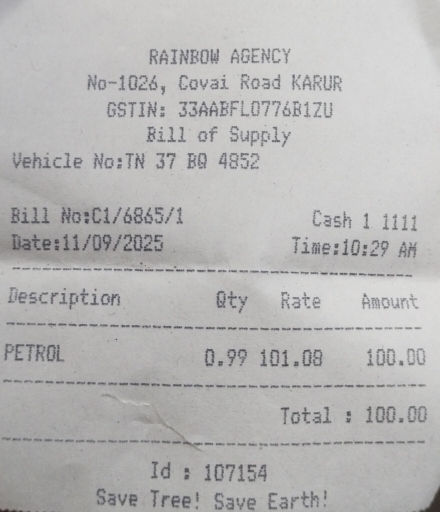 RAINBOW AGENCY
No-1026, Covai Road KARUR
GSTIN: 33AABFL0776B1ZU
Bill of Supply
Vehicle No:TN 37 BQ 4852
Bill No:C1/6865/1 Cash 1 1111
Date:11/09/2025 Time:10:29 AM
Description Qty Rate Amount
PETROL 0.99 101.08 100.00
Total : 100.00
Id : 107154
Save Tree! Save Earth!